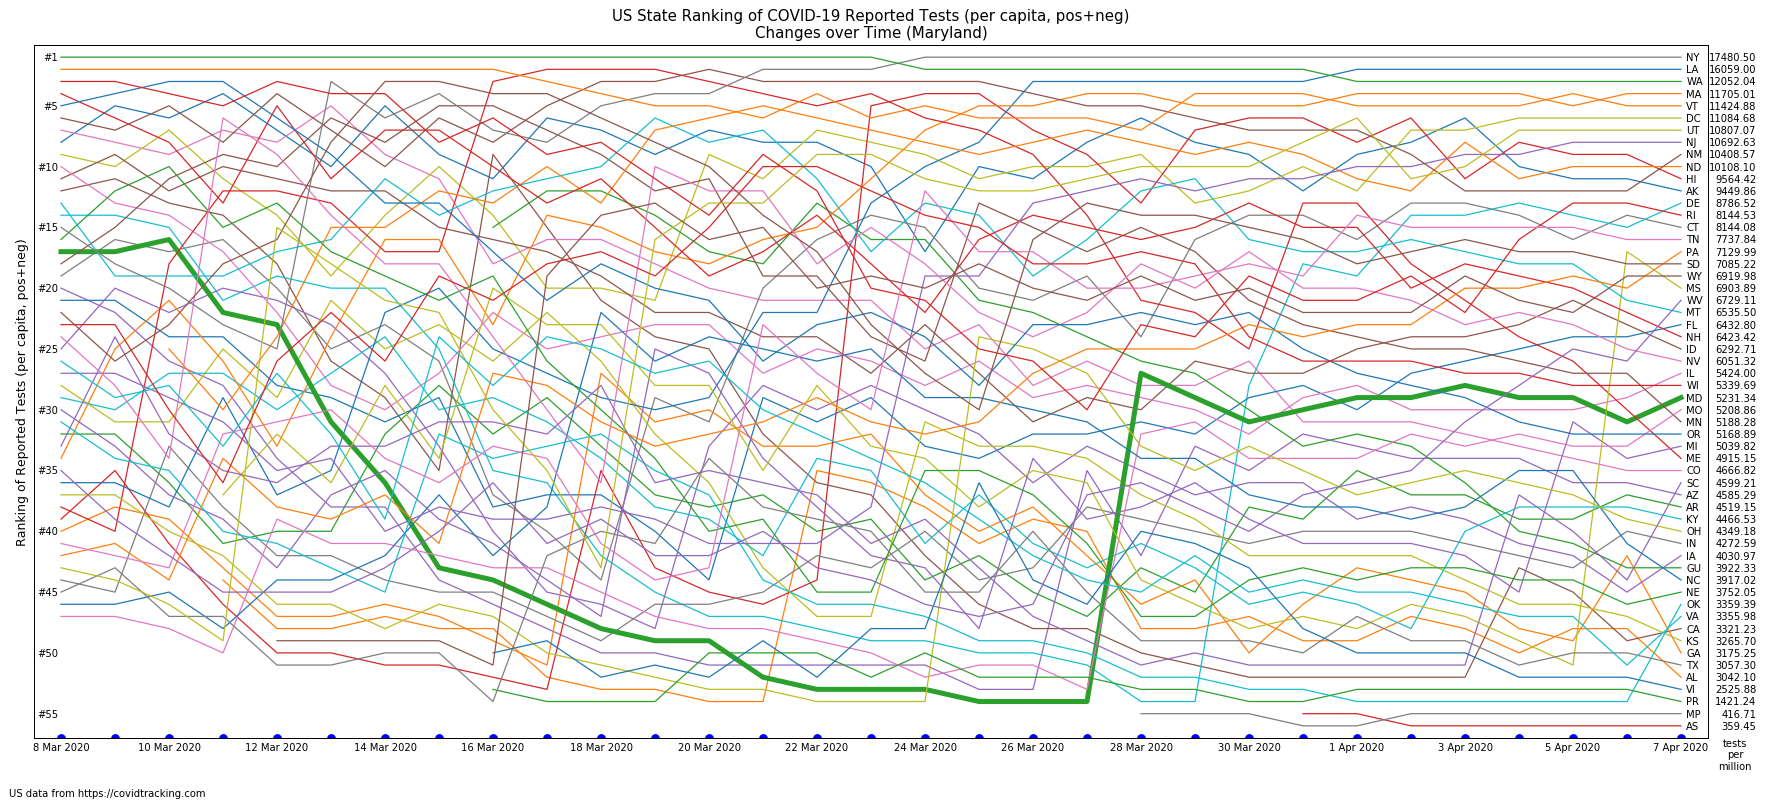 US State Ranking of COVID-19 Reported Tests (per capita, pos+neg)
Changes over Time (Maryland)
Ranking of Reported Tests (per capita, pos+neg)
#1
#5
#10
#15
#20
#25
#30
#35
#40
#45
#50
#55
NY 17480.50
LA 16059.00
WA 12052.04
MA 11705.01
VT 11424.88
DC 11084.68
UT 10807.07
NJ 10692.63
NM 10408.57
ND 10108.10
HI 9564.42
AK 9449.86
DE 8786.52
RI 8144.53
CT 8144.08
TN 7737.84
PA 7129.99
SD 7085.22
WY 6919.98
MS 6903.89
WV 6729.11
MT 6535.50
FL 6432.80
NH 6423.42
ID 6292.71
NV 6051.32
IL 5424.00
WI 5339.69
MD 5231.34
MO 5208.86
MN 5188.28
OR 5168.89
MI 5039.82
ME 4915.15
CO 4666.82
SC 4599.21
AZ 4585.29
AR 4519.15
KY 4466.53
OH 4349.18
IN 4272.59
IA 4030.97
GU 3922.33
NC 3917.02
NE 3752.05
OK 3359.39
VA 3355.98
CA 3321.23
KS 3265.70
GA 3175.25
TX 3057.30
AL 3042.10
VI 2525.88
PR 1421.24
MP 416.71
AS 359.45
8 Mar 2020 10 Mar 2020 12 Mar 2020 14 Mar 2020 16 Mar 2020 18 Mar 2020 20 Mar 2020 22 Mar 2020 24 Mar 2020 26 Mar 2020 28 Mar 2020 30 Mar 2020 1 Apr 2020 3 Apr 2020 5 Apr 2020 7 Apr 2020
tests
per
million
US data from https://covidtracking.com